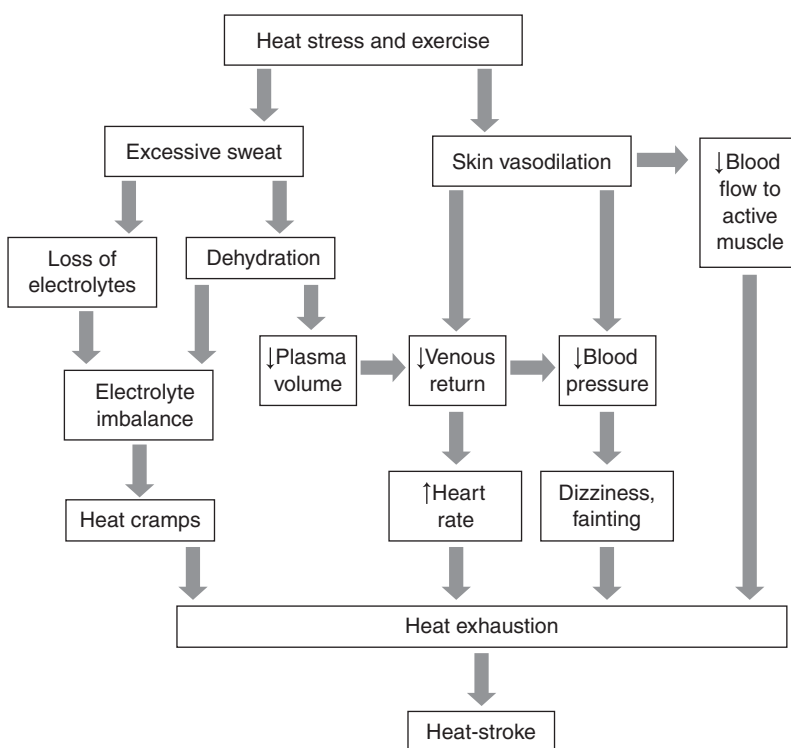 Heat stress and exercise
Excessive sweat
Skin vasodilation
↓Blood
flow to
active
muscle
Loss of
electrolytes
Dehydration
↓Plasma
volume
↓Venous
return
↓Blood
pressure
Electrolyte
imbalance
Heat cramps
↑Heart
rate
Dizziness,
fainting
Heat exhaustion
Heat-stroke